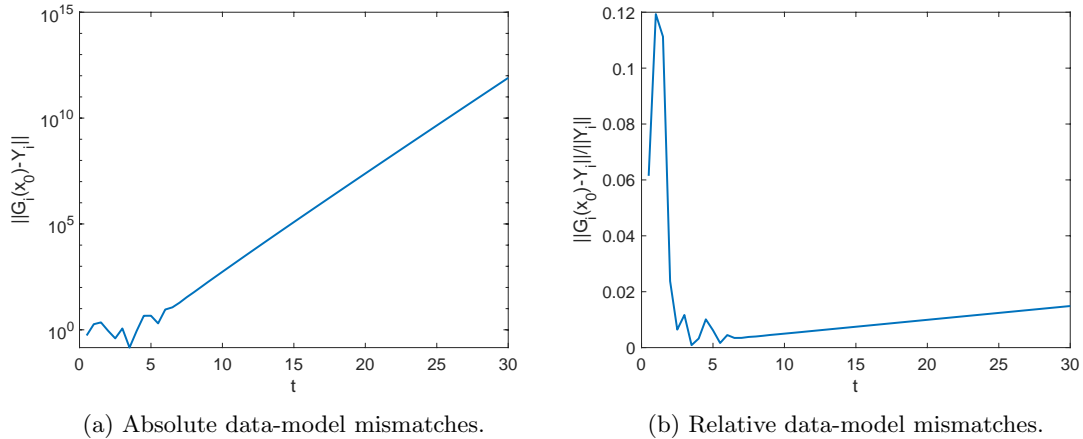 10^15
10^10
10^5
10^0
||G_i(x_0)-Y_i||
0 5 10 15 20 25 30
t
(a) Absolute data-model mismatches.
0.12
0.1
0.08
0.06
0.04
0.02
0
||G_i(x_0)-Y_i||/||Y_i||
0 5 10 15 20 25 30
t
(b) Relative data-model mismatches.